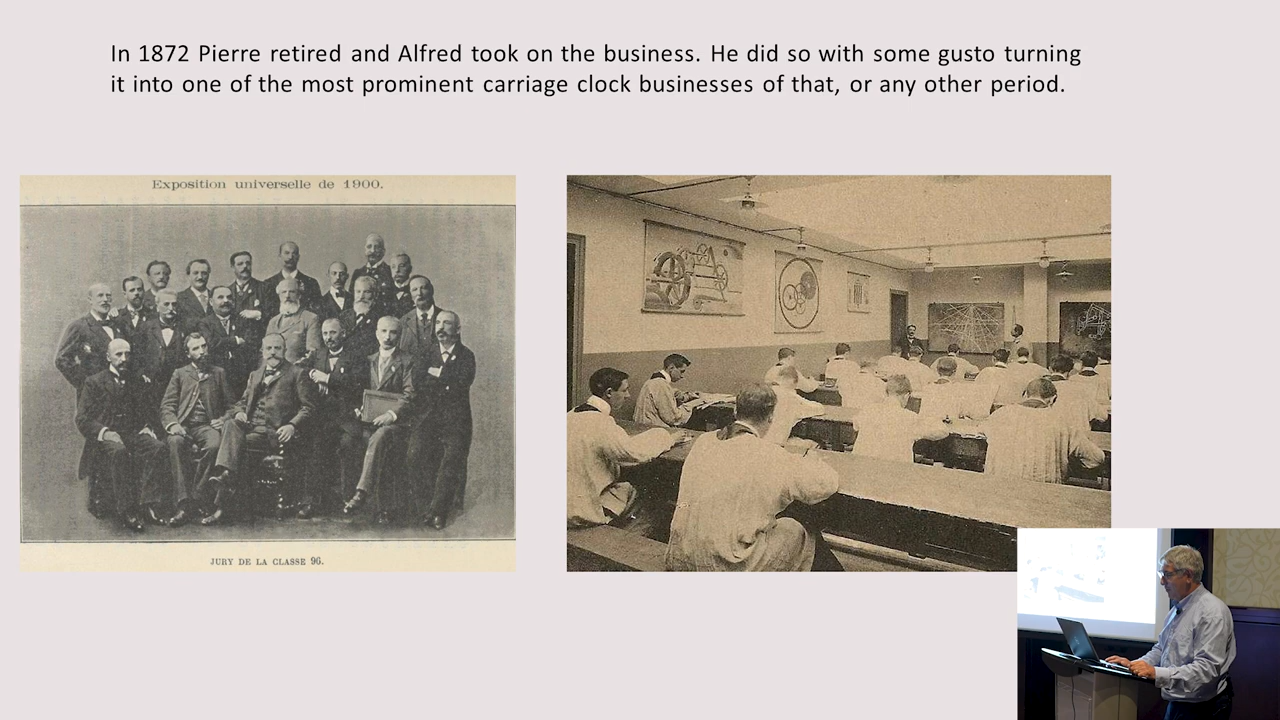 In 1872 Pierre retired and Alfred took on the business. He did so with some gusto turning
it into one of the most prominent carriage clock businesses of that, or any other period.
Exposition universelle de 1900.
JURY DE LA CLASSE 96.